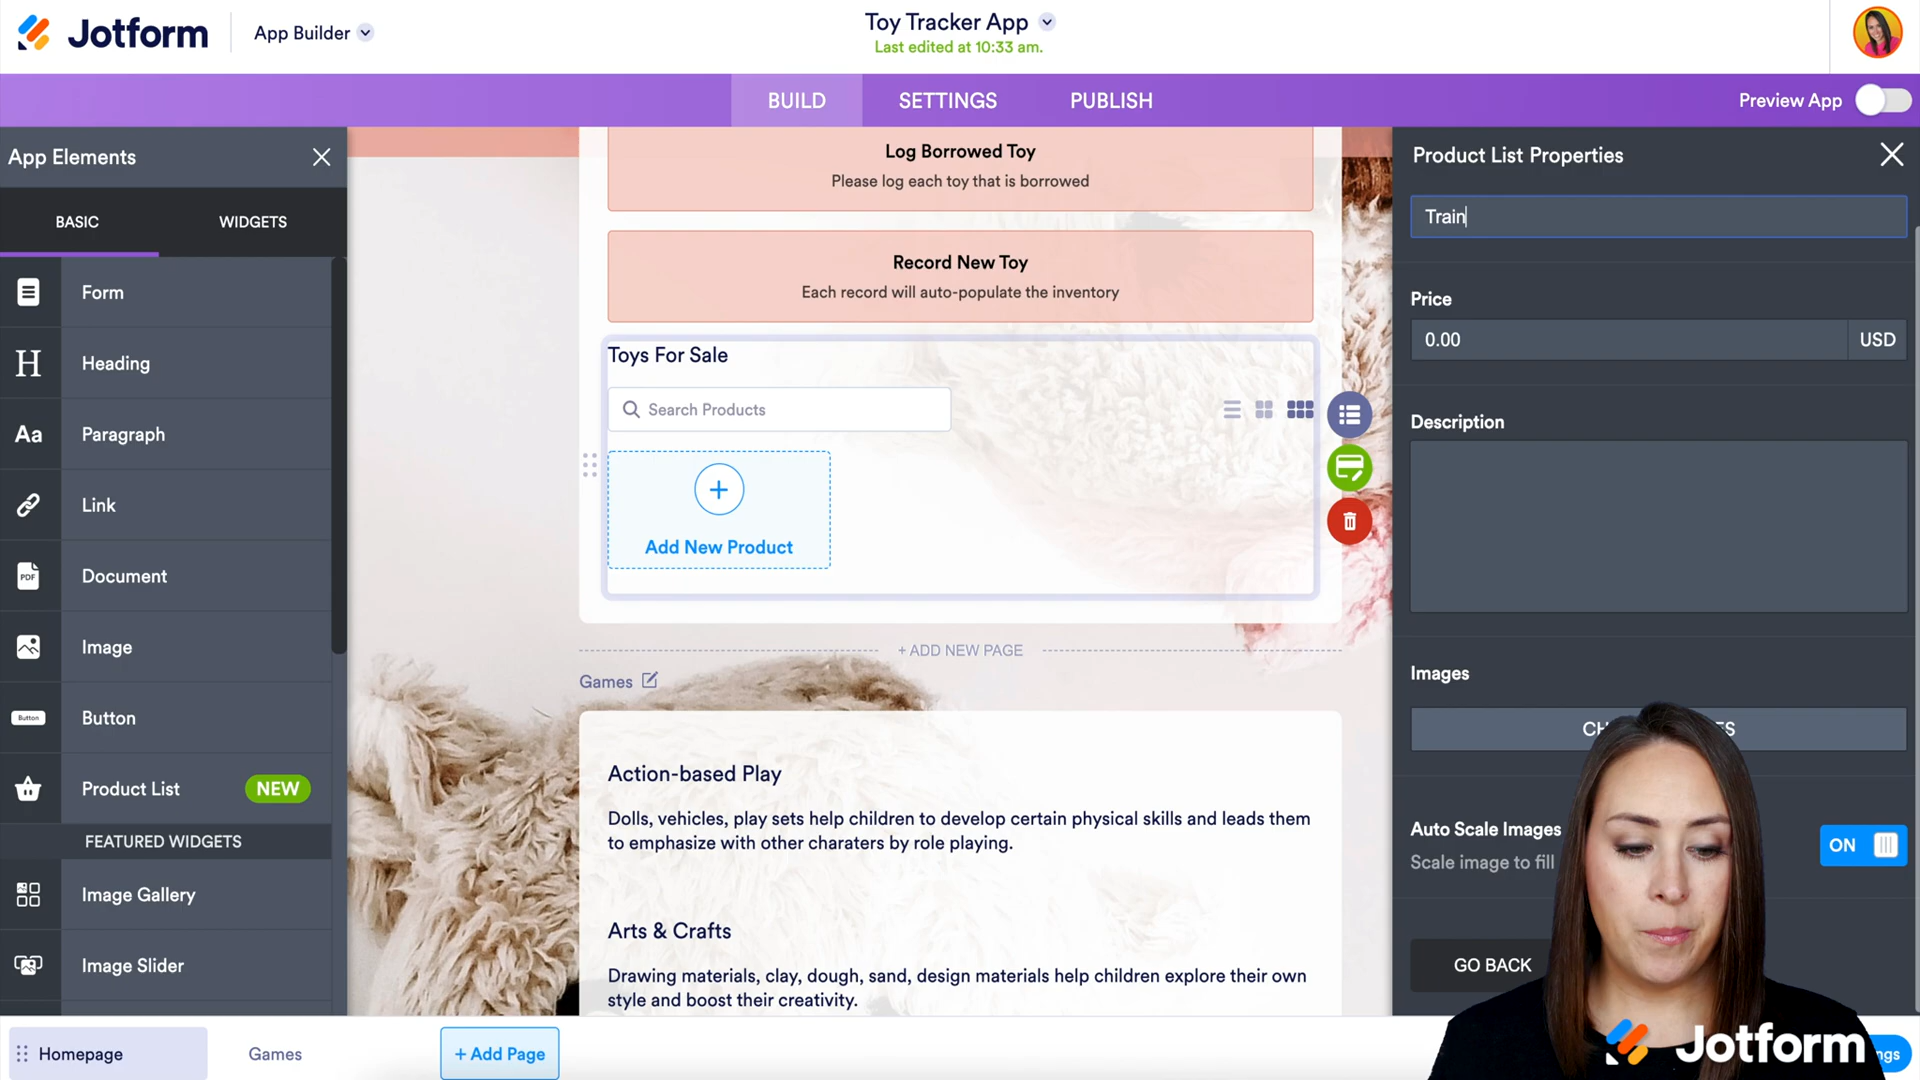 Jotform
App Builder
Toy Tracker App
Last edited at 10:33 am.
BUILD
SETTINGS
PUBLISH
Preview App
App Elements
BASIC
WIDGETS
Form
H
Heading
Aa
Paragraph
Link
PDF
Document
Image
Button
Button
Product List
NEW
FEATURED WIDGETS
Image Gallery
Image Slider
Log Borrowed Toy
Please log each toy that is borrowed
Record New Toy
Each record will auto-populate the inventory
Toys For Sale
Search Products
Add New Product
+ ADD NEW PAGE
Games
Action-based Play
Dolls, vehicles, play sets help children to develop certain physical skills and leads them
to emphasize with other charaters by role playing.
Arts & Crafts
Drawing materials, clay, dough, sand, design materials help children explore their own
style and boost their creativity.
Product List Properties
Train
Price
0.00
USD
Description
Images
Auto Scale Images
ON
Scale image to fill
GO BACK
Homepage
Games
+ Add Page
Jotform